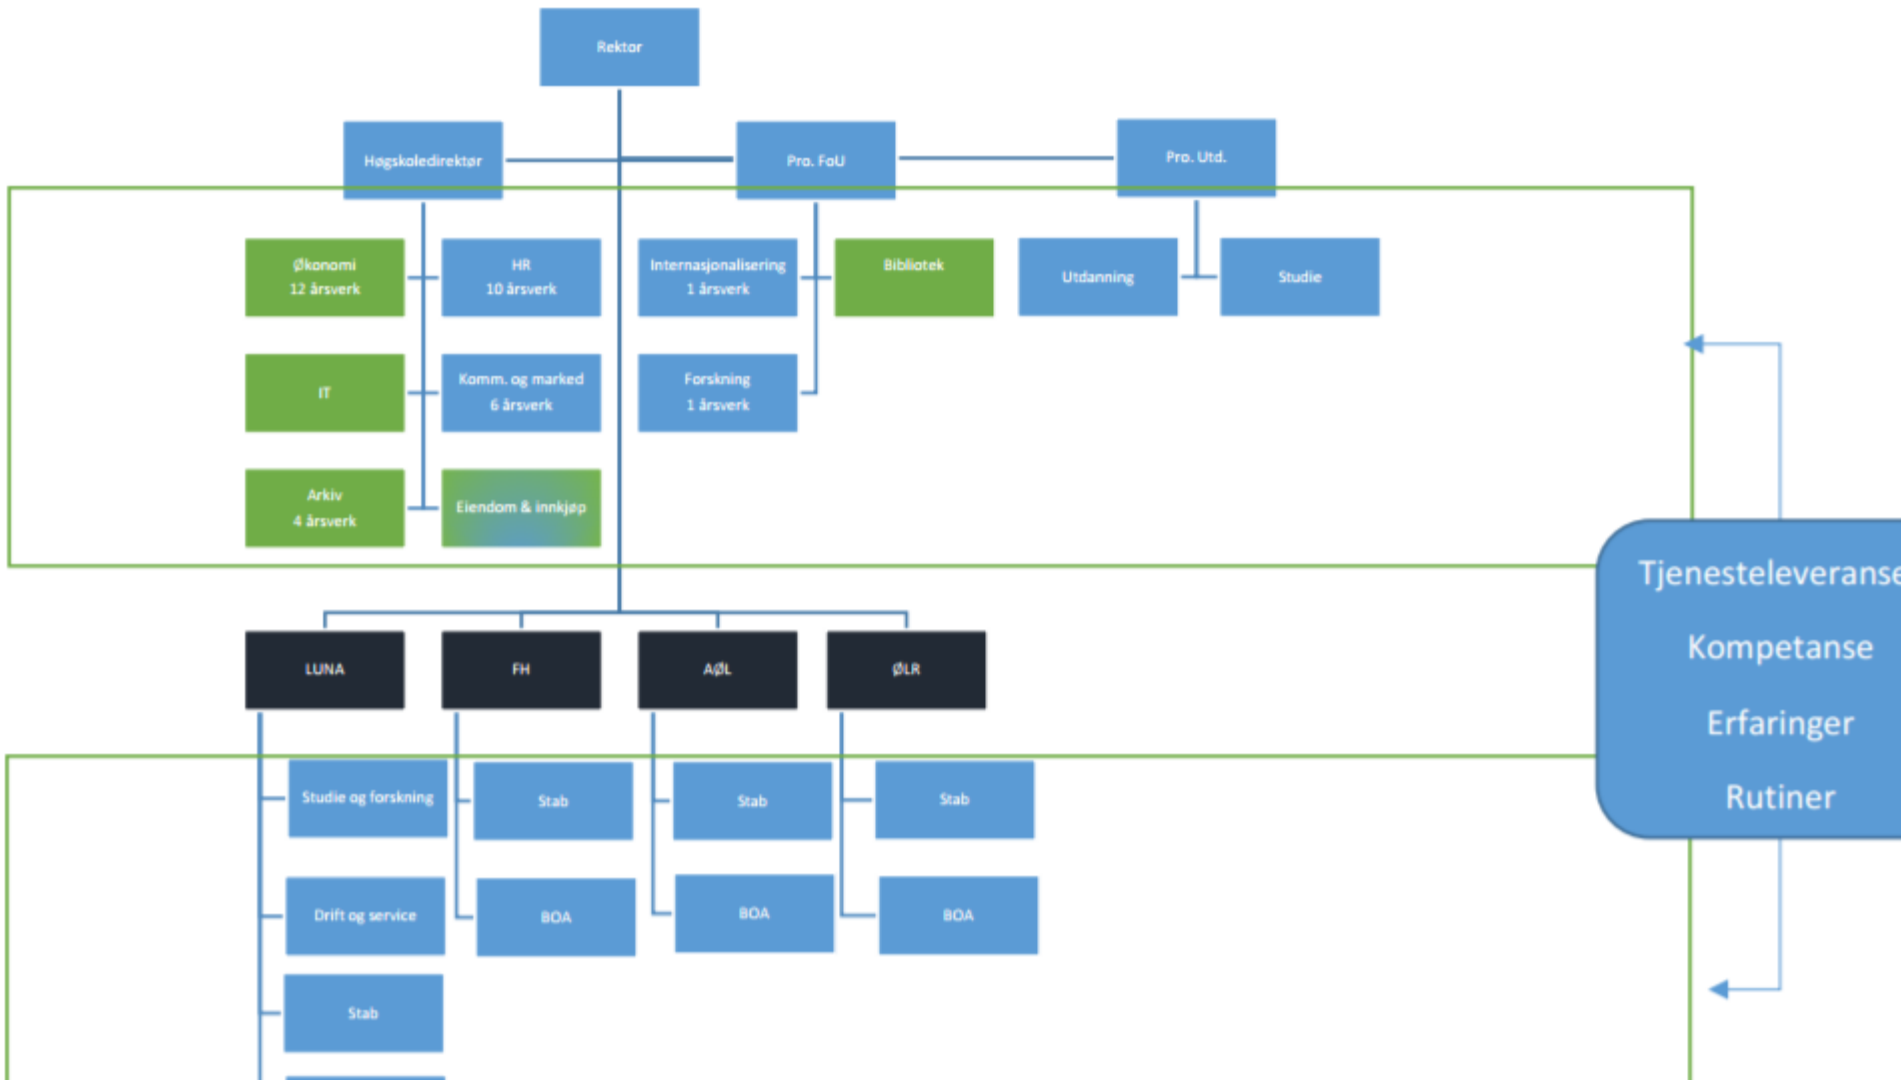 Rektor
Høgskoledirektør
Pro. FoU
Pro. Utd.
Økonomi
12 årsverk
HR
10 årsverk
Internasjonalisering
1 årsverk
Bibliotek
Utdanning
Studie
IT
Komm. og marked
6 årsverk
Forskning
1 årsverk
Arkiv
4 årsverk
Eiendom & innkjøp
Tjenesteleveranse
Kompetanse
Erfaringer
Rutiner
LUNA
FH
AØL
ØLR
Studie og forskning
Stab
Stab
Stab
Drift og service
BOA
BOA
BOA
Stab